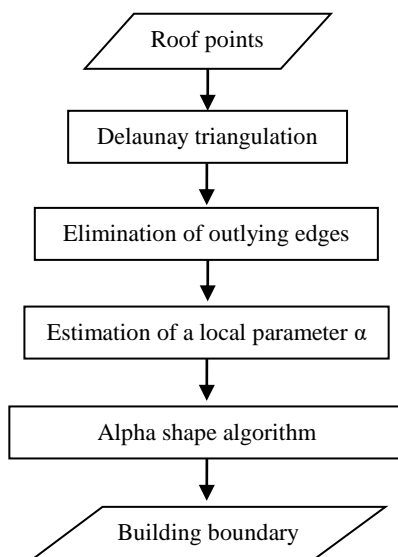 Roof points
Delaunay triangulation
Elimination of outlying edges
Estimation of a local parameter α
Alpha shape algorithm
Building boundary